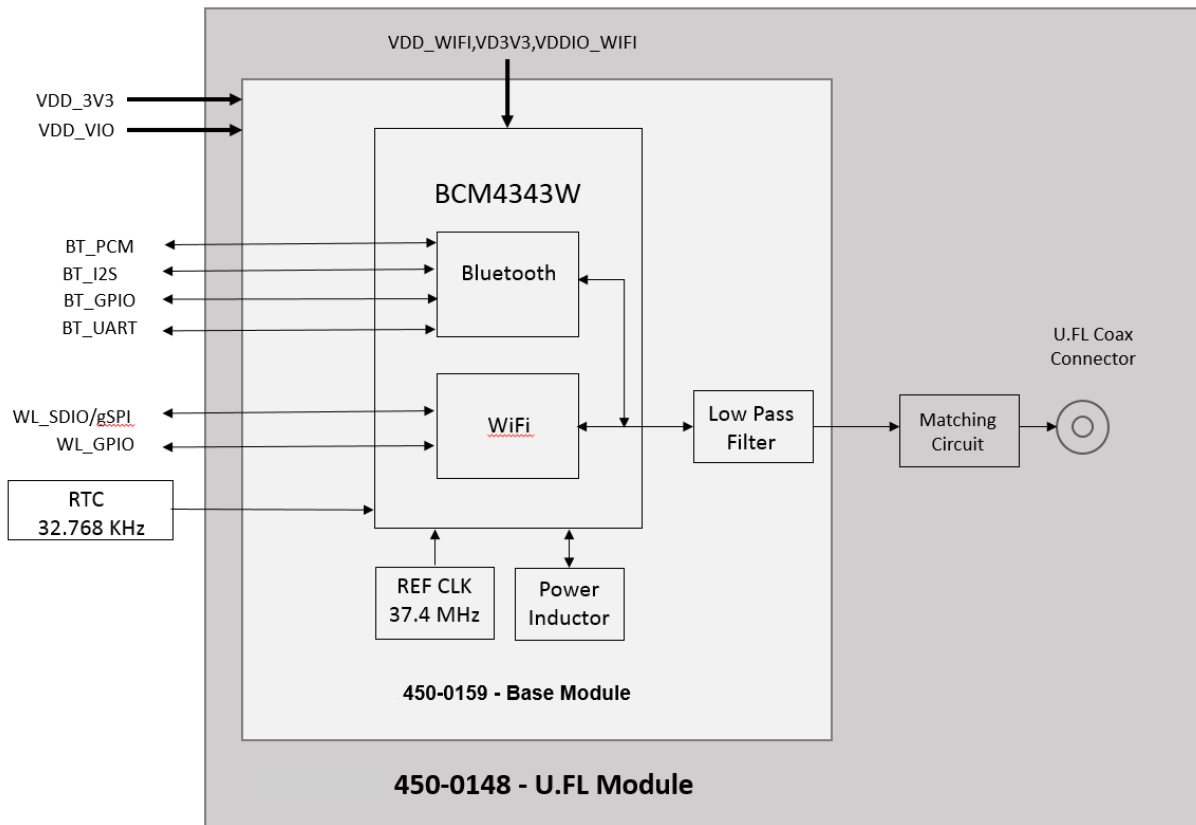 VDD_WIFI,VD3V3,VDDIO_WIFI
VDD_3V3
VDD_VIO
BCM4343W
BT_PCM
BT_I2S
BT_GPIO
BT_UART
Bluetooth
U.FL Coax
Connector
WL_SDIO/gSPI
WL_GPIO
WiFi
Low Pass
Filter
Matching
Circuit
RTC
32.768 KHz
REF CLK
37.4 MHz
Power
Inductor
450-0159 - Base Module
450-0148 - U.FL Module